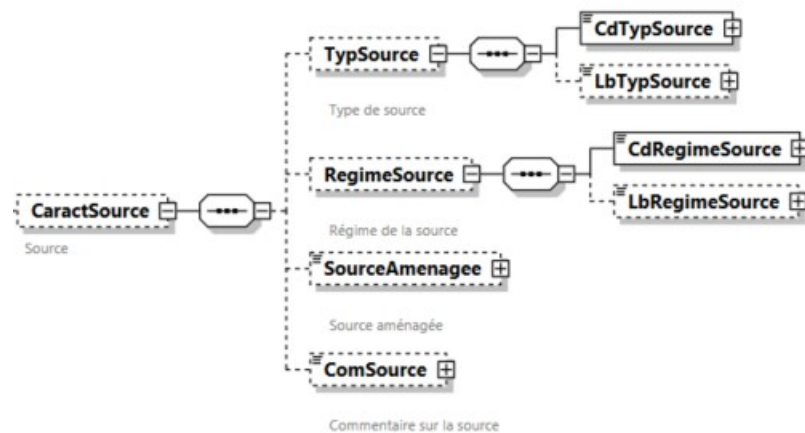 CdTypSource
TypSource
LbTypSource
Type de source
CdRegimeSource
RegimeSource
LbRegimeSource
CaractSource
Régime de la source
Source
SourceAmenagee
Source aménagée
ComSource
Commentaire sur la source